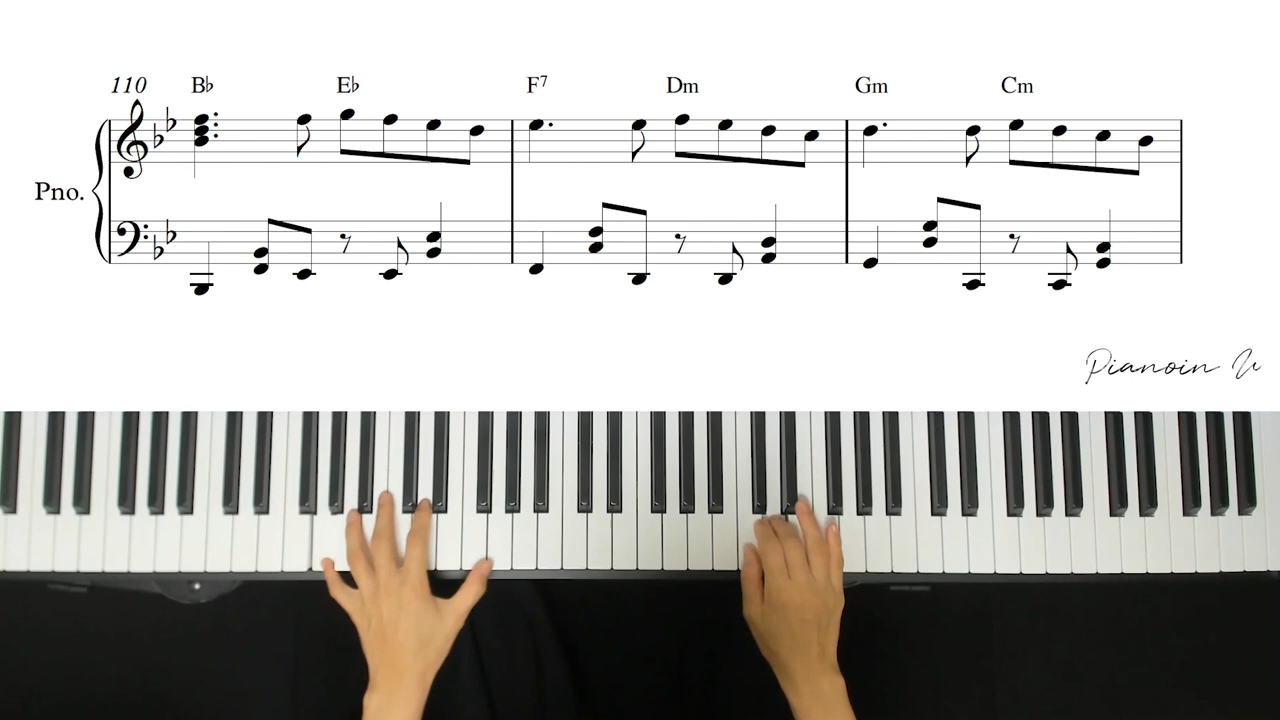 110 B♭ E♭ F7 Dm Gm Cm
Pno.
Pianoin U